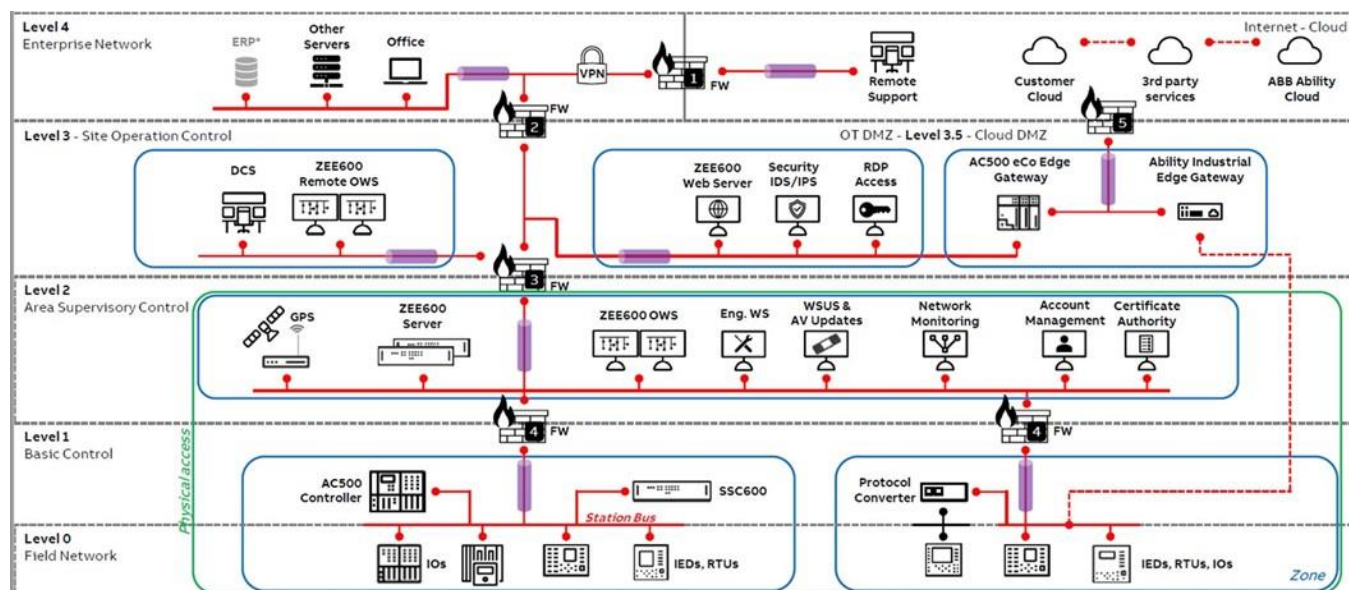 Level 4
Enterprise Network
ERP*
Other
Servers
Office
VPN
1
FW
Remote
Support
Internet - Cloud
Customer
Cloud
3rd party
services
ABB Ability
Cloud
FW
2
5
Level 3 - Site Operation Control
OT DMZ - Level 3.5 - Cloud DMZ
DCS
ZEE600
Remote OWS
ZEE600
Web Server
Security
IDS/IPS
RDP
Access
AC500 eCo Edge
Gateway
Ability Industrial
Edge Gateway
3
FW
Level 2
Area Supervisory Control
GPS
ZEE600
Server
ZEE600 OWS
Eng. WS
WSUS &
AV Updates
Network
Monitoring
Account
Management
Certificate
Authority
4
FW
4
FW
Level 1
Basic Control
Physical access
AC500
Controller
SSC600
Protocol
Converter
Station Bus
Level 0
Field Network
IOs
IEDs, RTUs
IEDs, RTUs, IOs
Zone